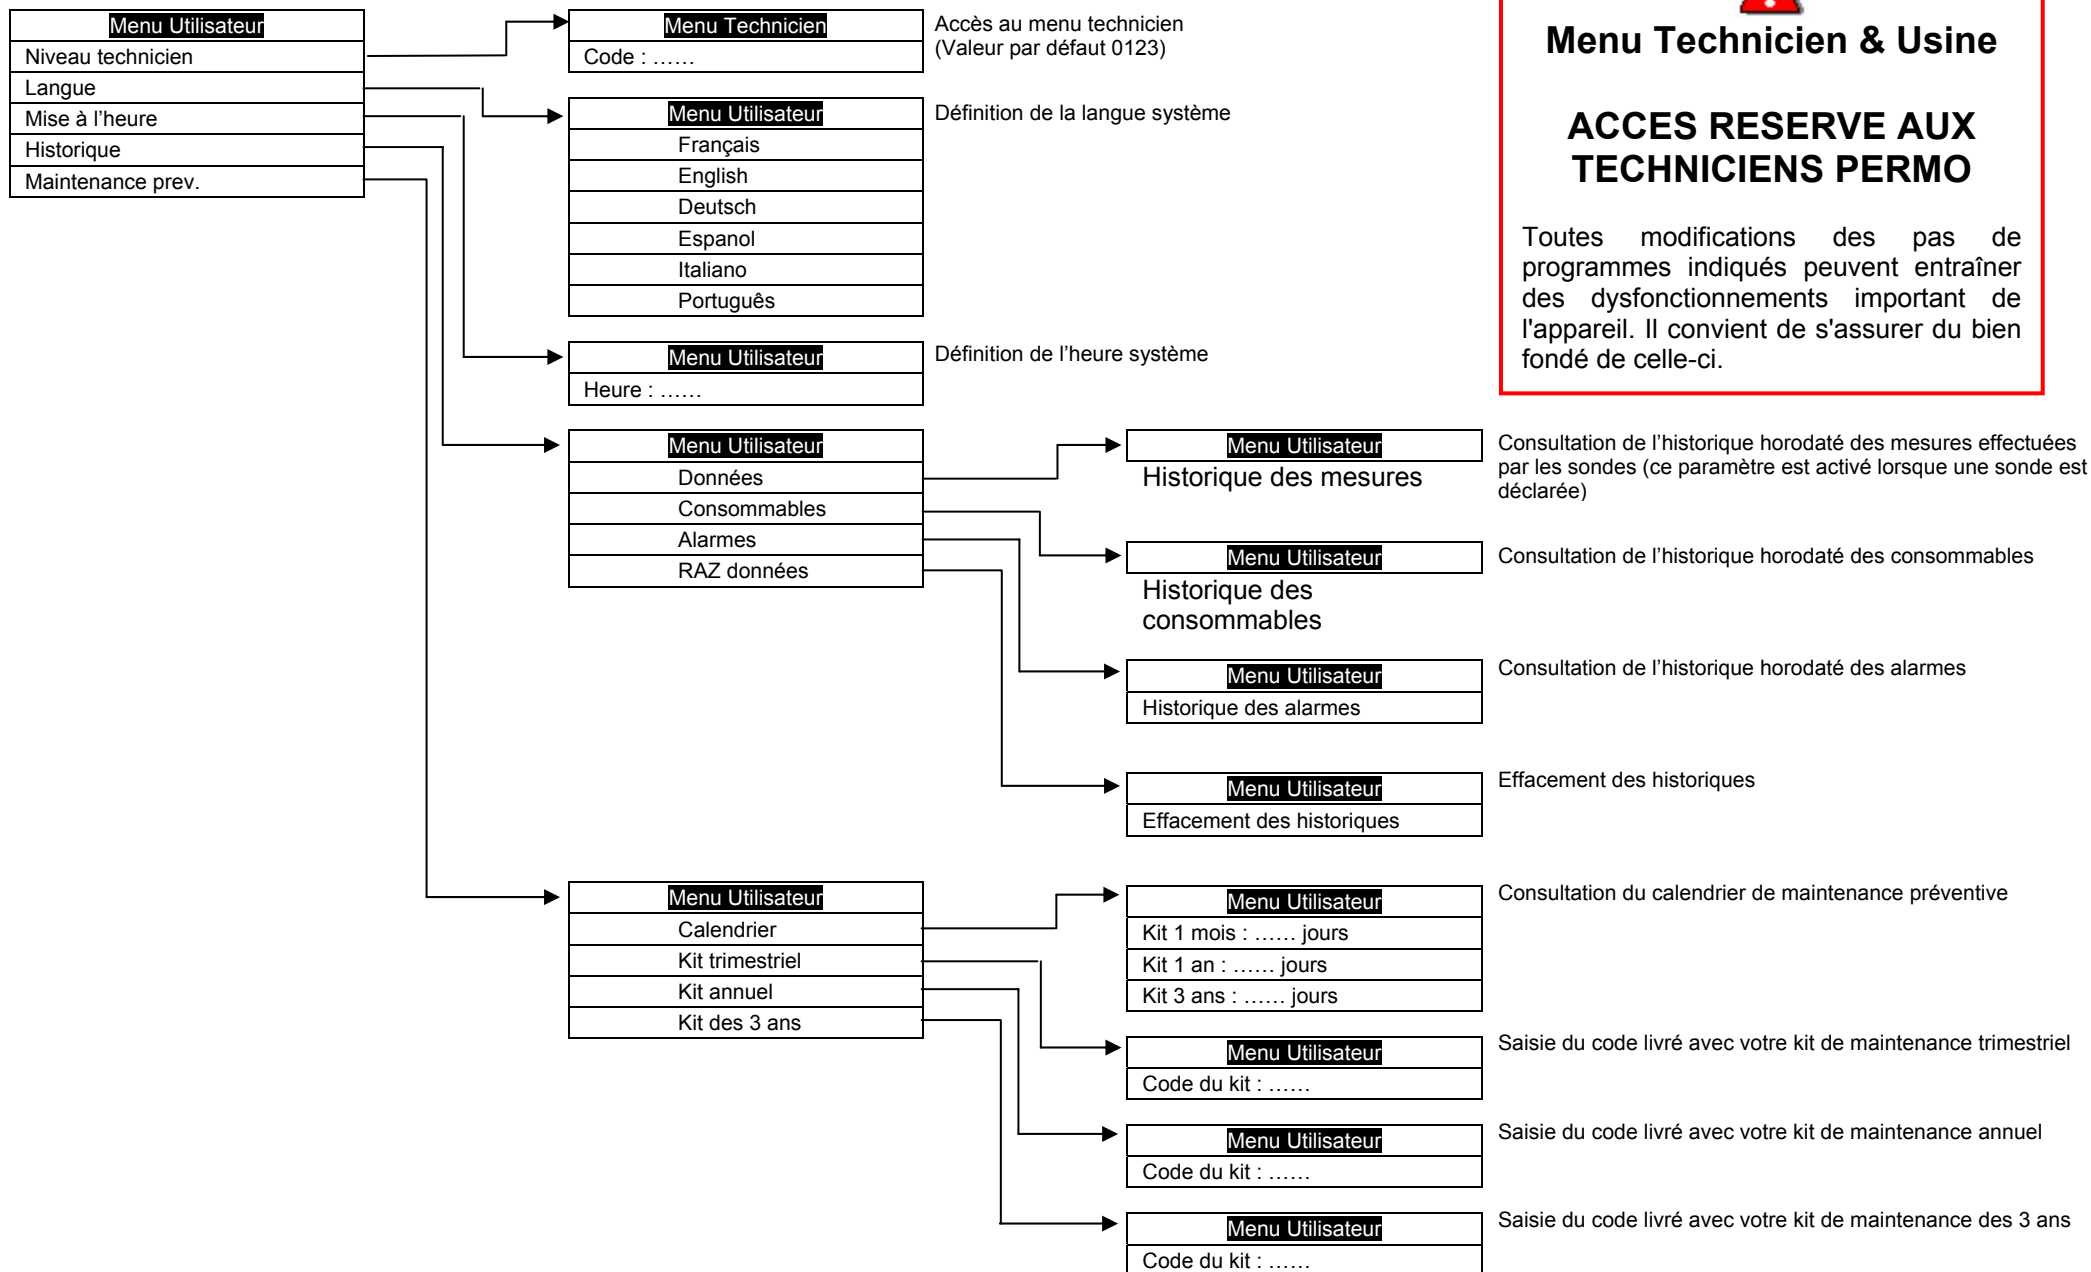 Menu Utilisateur
Niveau technicien
Langue
Mise à l’heure
Historique
Maintenance prev.
Menu Technicien
Code : ……
Accès au menu technicien
(Valeur par défaut 0123)
Menu Utilisateur
Français
English
Deutsch
Espanol
Italiano
Português
Définition de la langue système
Menu Utilisateur
Heure : ……
Définition de l’heure système
Menu Technicien & Usine
ACCES RESERVE AUX
TECHNICIENS PERMO
Toutes modifications des pas de
programmes indiqués peuvent entraîner
des dysfonctionnements important de
l'appareil. Il convient de s'assurer du bien
fondé de celle-ci.
Menu Utilisateur
Données
Consommables
Alarmes
RAZ données
Menu Utilisateur
Historique des mesures
Consultation de l’historique horodaté des mesures effectuées
par les sondes (ce paramètre est activé lorsque une sonde est
déclarée)
Menu Utilisateur
Historique des
consommables
Consultation de l’historique horodaté des consommables
Menu Utilisateur
Historique des alarmes
Consultation de l’historique horodaté des alarmes
Menu Utilisateur
Effacement des historiques
Effacement des historiques
Menu Utilisateur
Calendrier
Kit trimestriel
Kit annuel
Kit des 3 ans
Menu Utilisateur
Kit 1 mois : …… jours
Kit 1 an : …… jours
Kit 3 ans : …… jours
Consultation du calendrier de maintenance préventive
Menu Utilisateur
Code du kit : ……
Saisie du code livré avec votre kit de maintenance trimestriel
Menu Utilisateur
Code du kit : ……
Saisie du code livré avec votre kit de maintenance annuel
Menu Utilisateur
Code du kit : ……
Saisie du code livré avec votre kit de maintenance des 3 ans